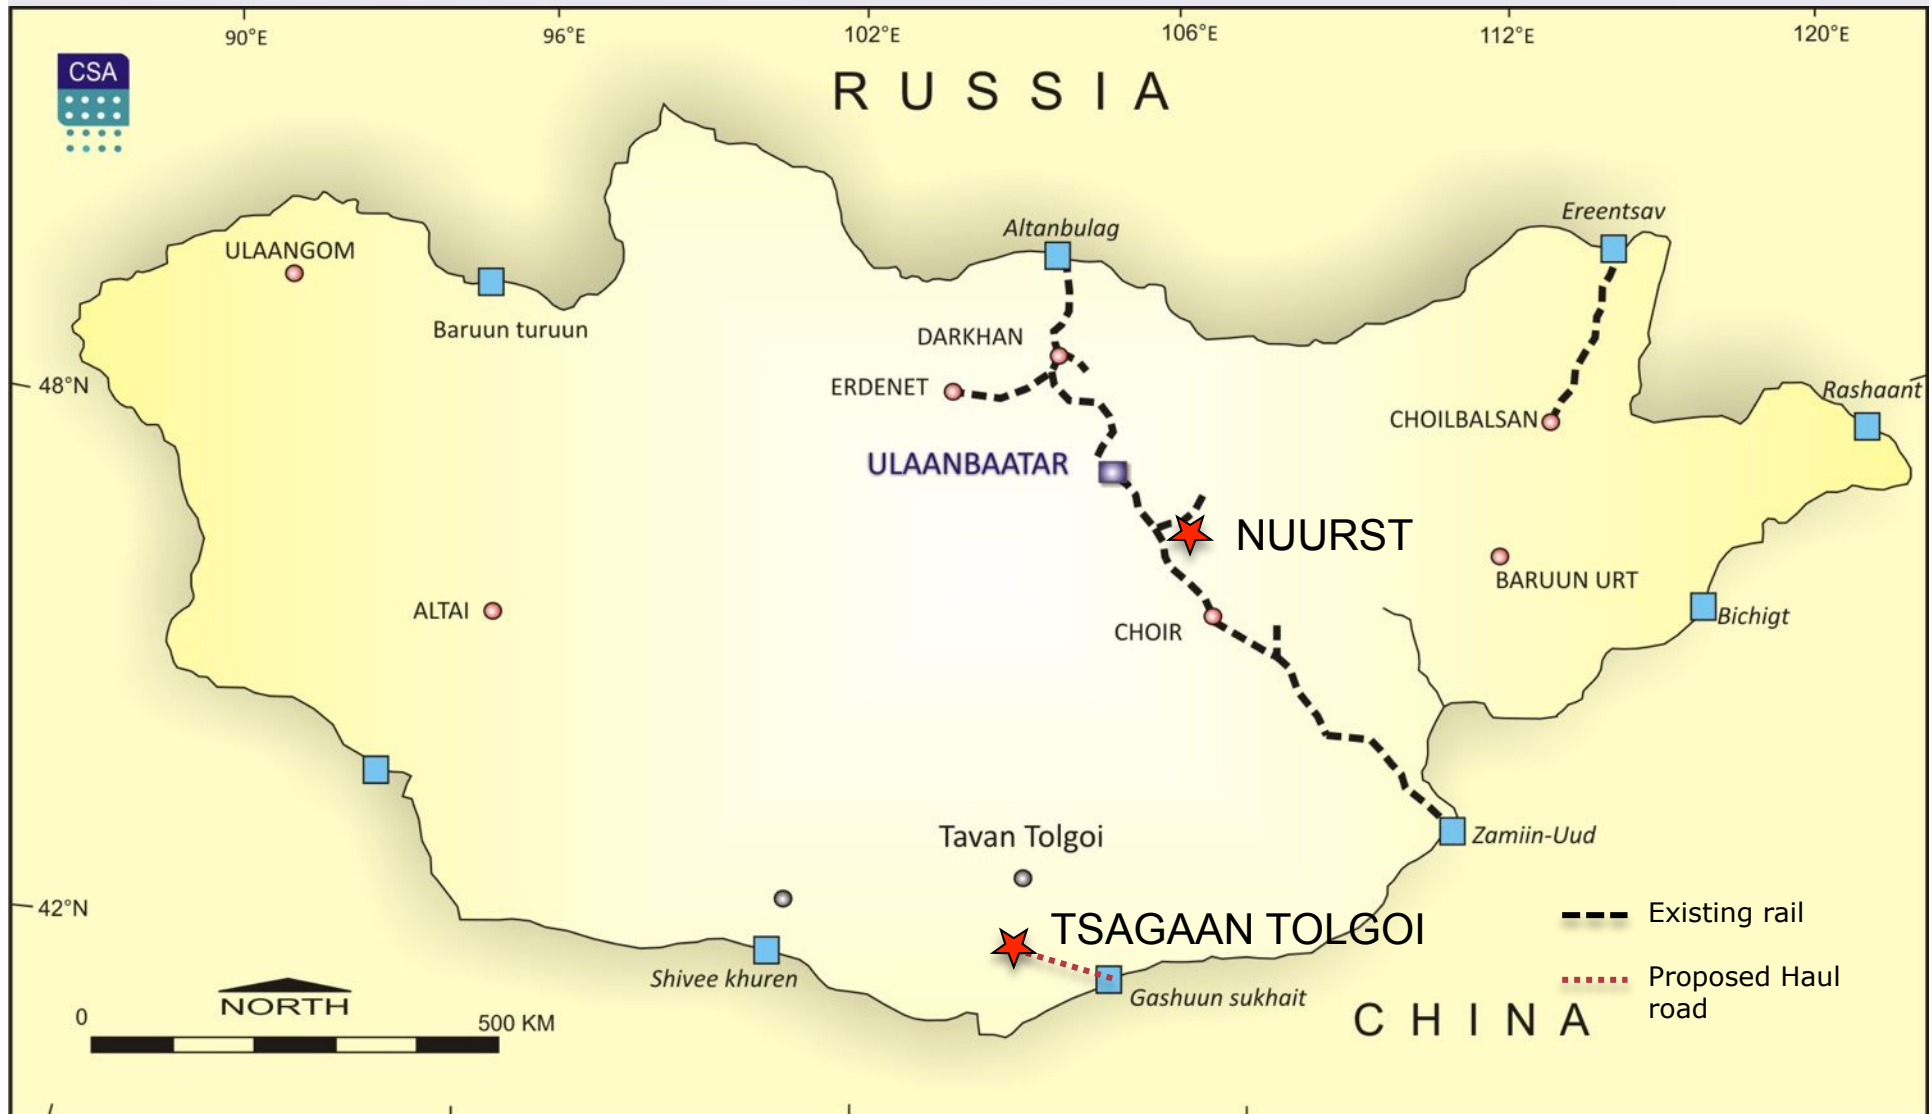 90°E
96°E
102°E
106°E
112°E
120°E
CSA
RUSSIA
Altanbulag
Ereentsav
ULAANGOM
Baruun turuun
DARKHAN
48°N
ERDENET
Rashaant
CHOILBALSAN
ULAANBAATAR
NUURST
BARUUN URT
ALTAI
Bichigt
CHOIR
Tavan Tolgoi
Zamiin-Uud
42°N
TSAGAAN TOLGOI
Existing rail
Shivee khuren
Proposed Haul
road
Gashuun sukhait
NORTH
CHINA
0
500 KM